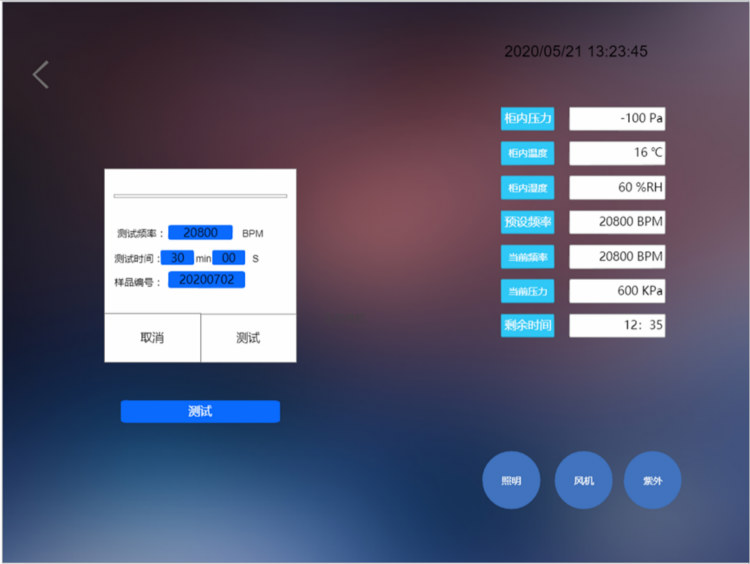 2020/05/21 13:23:45
柜内压力 -100 Pa
柜内温度 16 ℃
柜内湿度 60 %RH
预设频率 20800 BPM
当前频率 20800 BPM
当前压力 600 KPa
剩余时间 12: 35
测试频率： 20800 BPM
测试时间： 30 min 00 S
样品编号： 20200702
取消 测试
测试
照明 风机 紫外